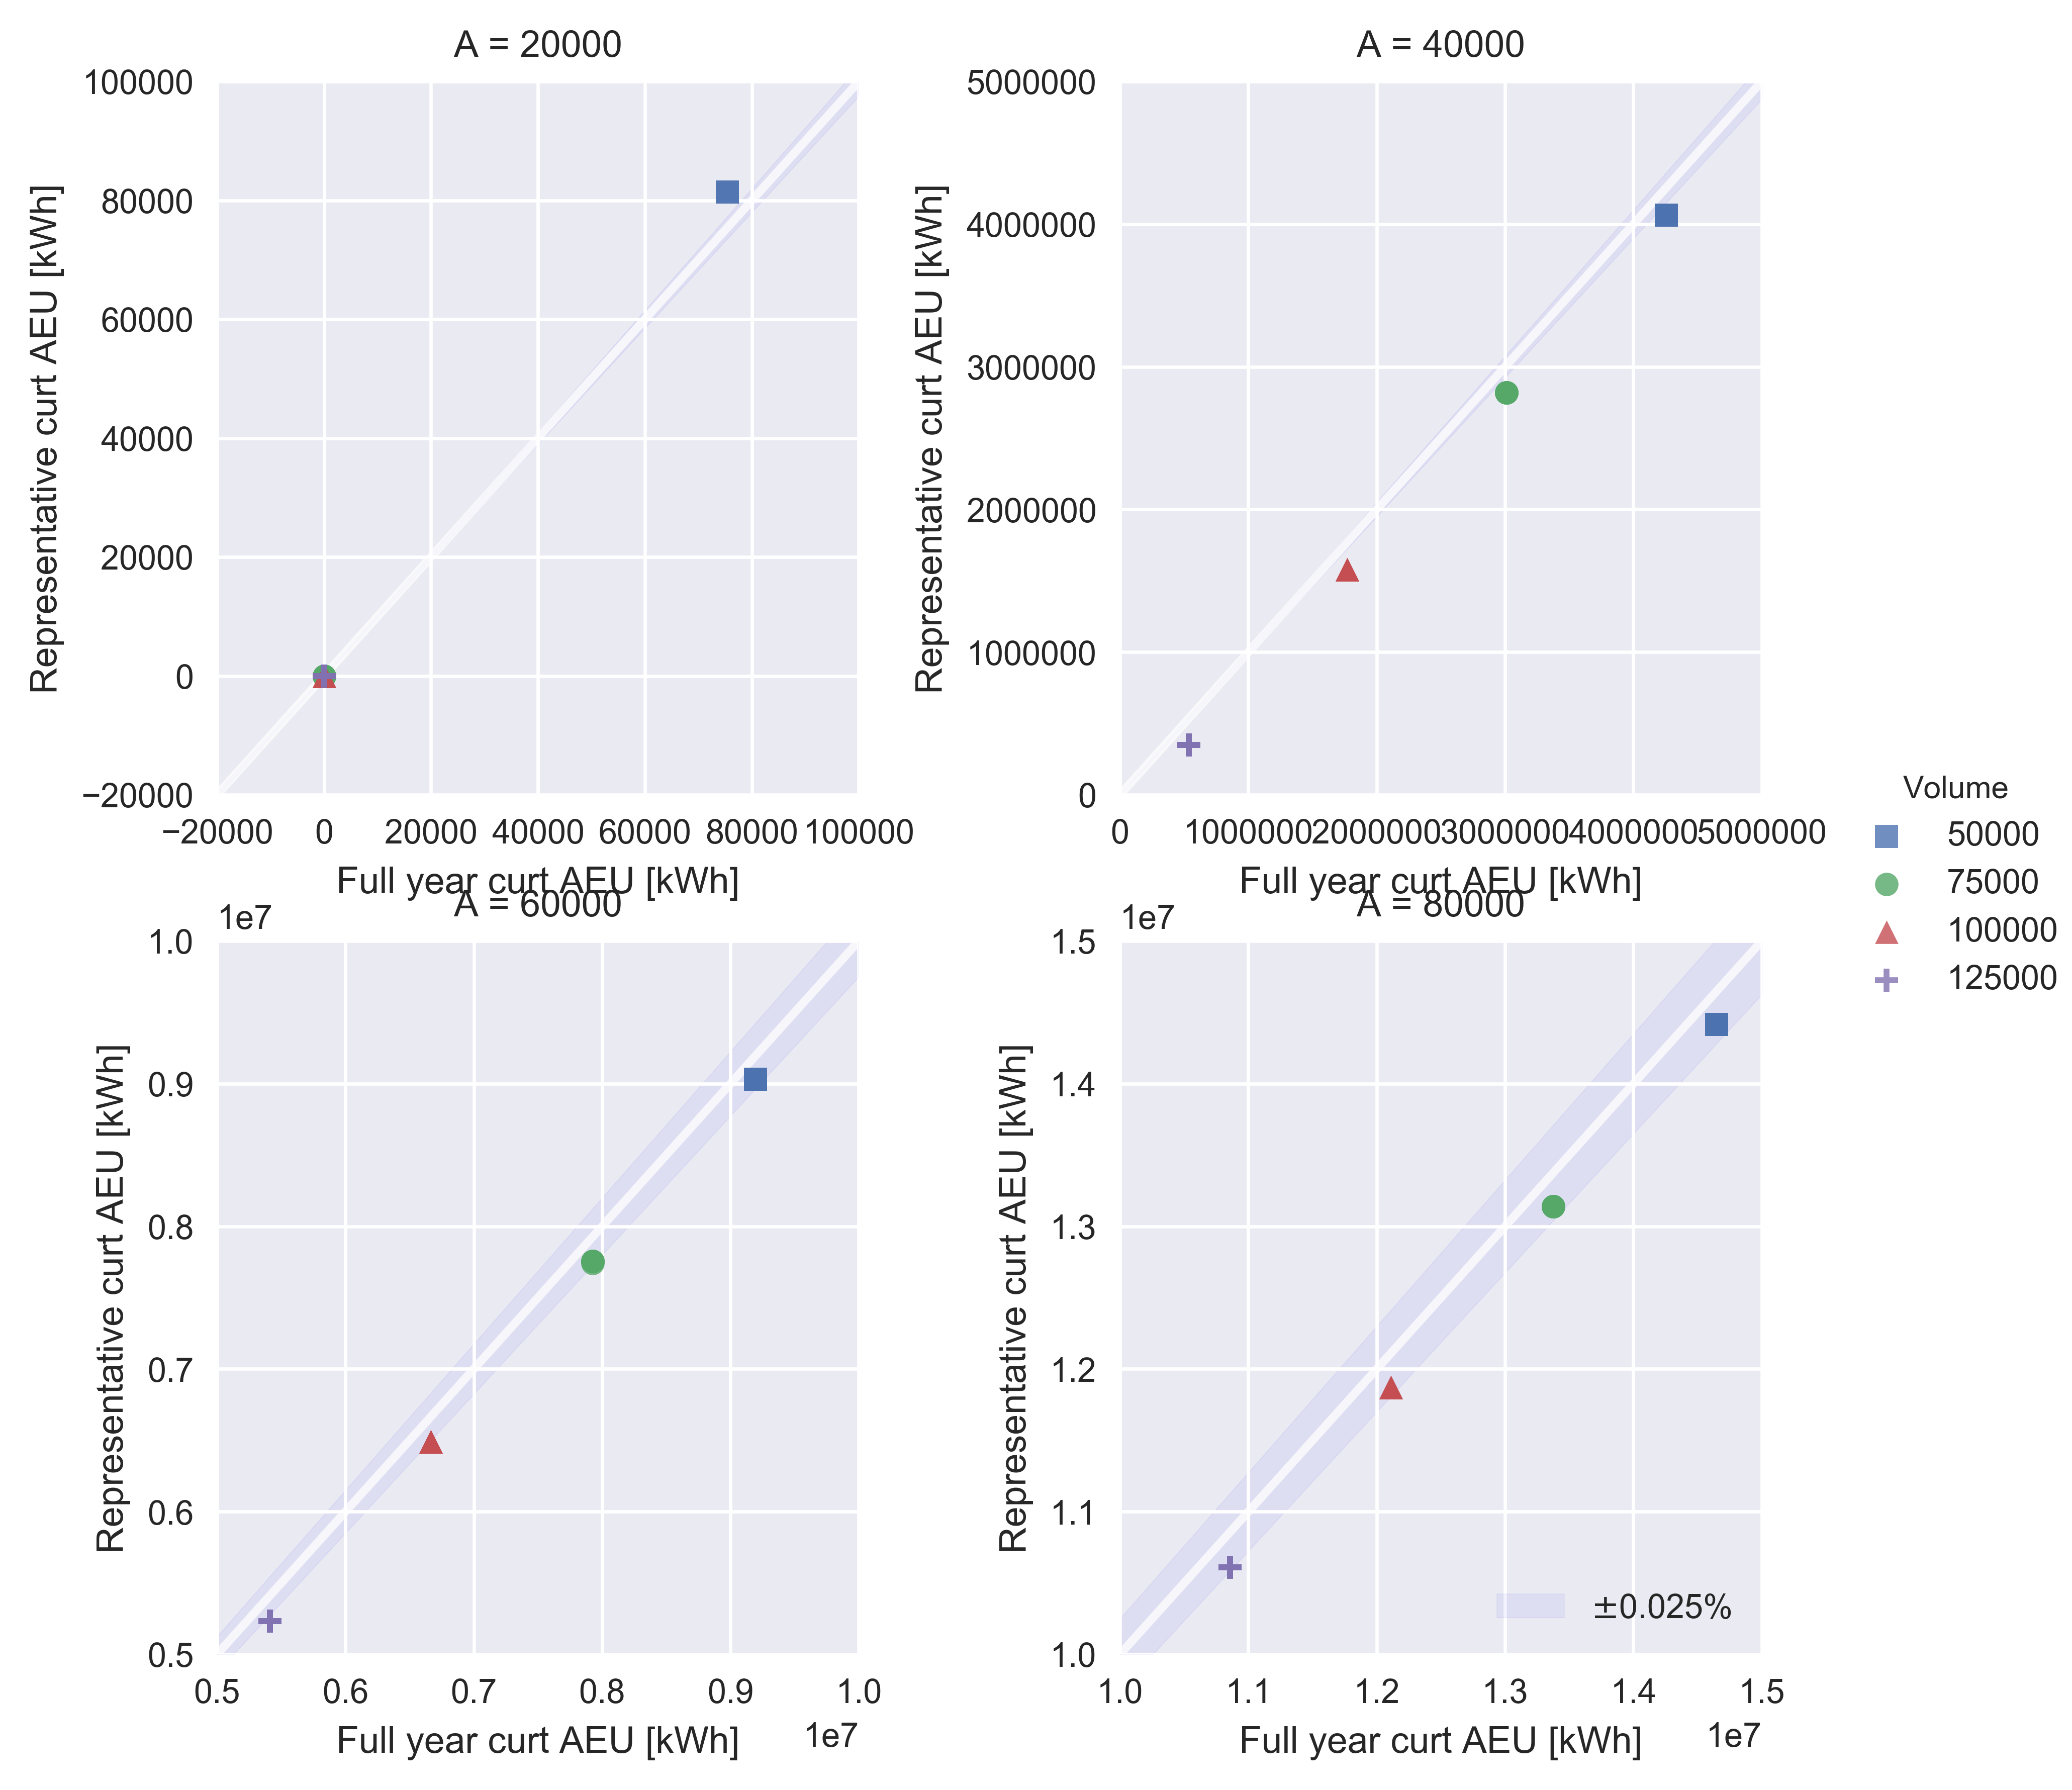 A = 20000
100000
80000
60000
40000
20000
0
−20000
Representative curt AEU [kWh]
−20000 0 20000 40000 60000 80000 100000
Full year curt AEU [kWh]
A = 40000
5000000
4000000
3000000
2000000
1000000
0
Representative curt AEU [kWh]
0 1000000 2000000 3000000 4000000 5000000
Full year curt AEU [kWh]
Volume
50000
75000
100000
125000
A = 60000
1e7
1.0
0.9
0.8
0.7
0.6
0.5
Representative curt AEU [kWh]
0.5 0.6 0.7 0.8 0.9 1.0
1e7
Full year curt AEU [kWh]
A = 80000
1e7
1.5
1.4
1.3
1.2
1.1
1.0
Representative curt AEU [kWh]
±0.025%
1.0 1.1 1.2 1.3 1.4 1.5
1e7
Full year curt AEU [kWh]